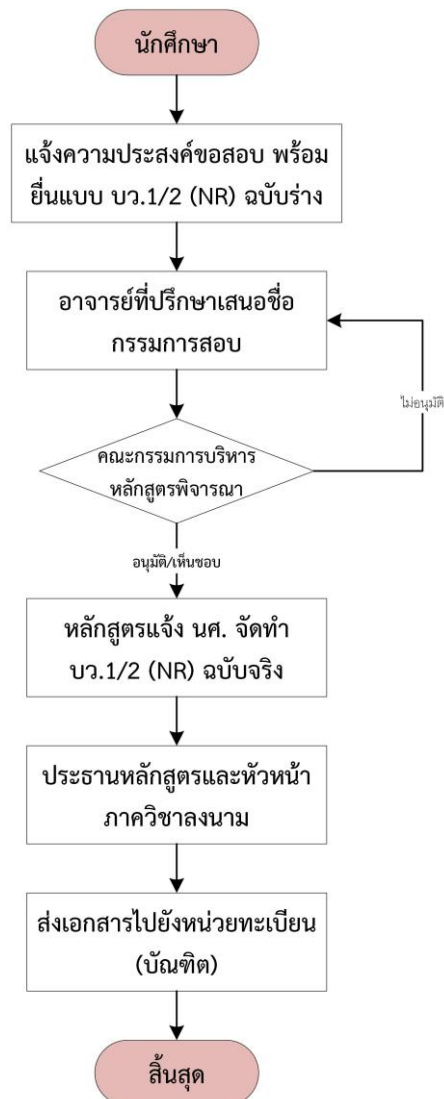 นักศึกษา
แจ้งความประสงค์ขอสอบ พร้อม
ยื่นแบบ บว.1/2 (NR) ฉบับร่าง
อาจารย์ที่ปรึกษาเสนอชื่อ
กรรมการสอบ
ไม่อนุมัติ
คณะกรรมการบริหาร
หลักสูตรพิจารณา
อนุมัติ/เห็นชอบ
หลักสูตรแจ้ง นศ. จัดทำ
บว.1/2 (NR) ฉบับจริง
ประธานหลักสูตรและหัวหน้า
ภาควิชาลงนาม
ส่งเอกสารไปยังหน่วยทะเบียน
(บัณฑิต)
สิ้นสุด